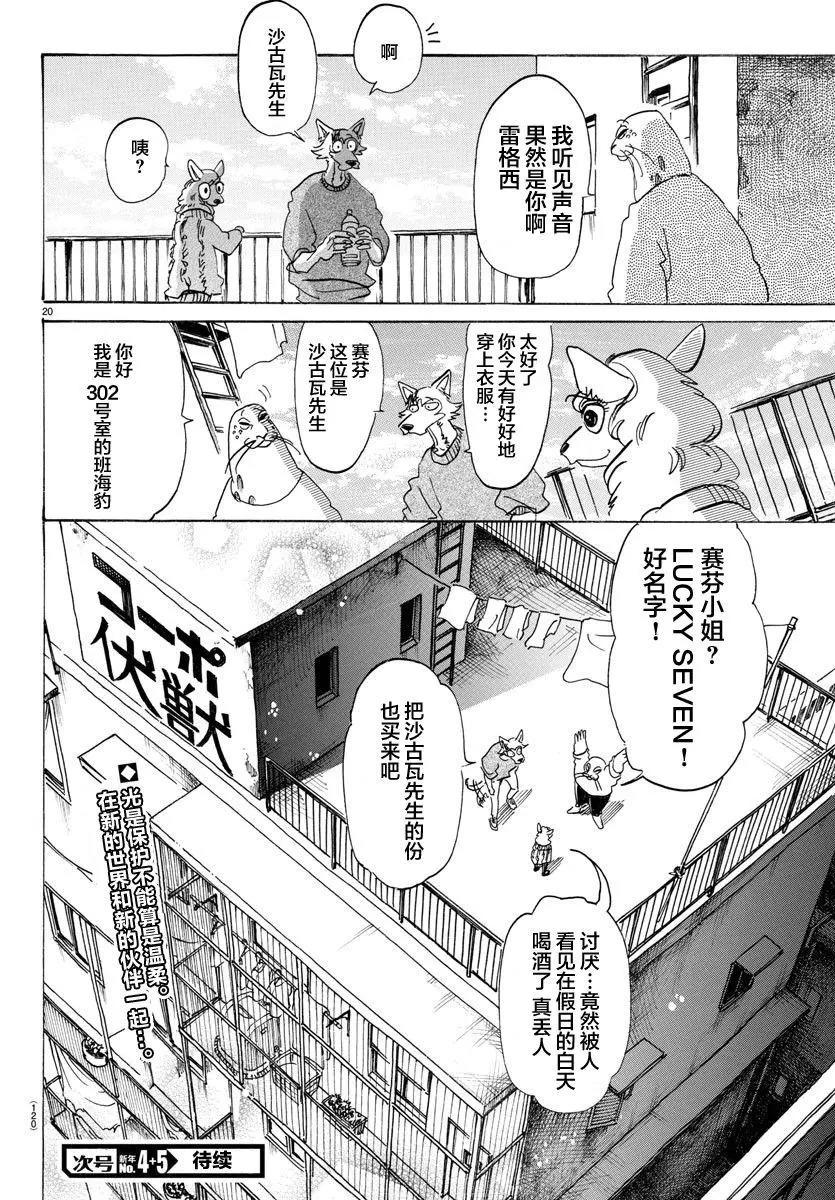 我听见声音
果然是你啊
雷格西
啊
沙古瓦先生
咦？
20
太好了
你今天有好好地
穿上衣服…
赛芬
这位是
沙古瓦先生
你好
我是
302
号室的班海豹
赛芬小姐？
LUCKY SEVEN！
好名字！
コーポ
伏獣
把沙古瓦先生的份
也买来吧
讨厌…竟然被人
看见在假日的白天
喝酒了 真丢人
◆光是保护不能算是温柔。
在新的世界和新的伙伴一起…。
(120)
次号 新年No.4+5 待续